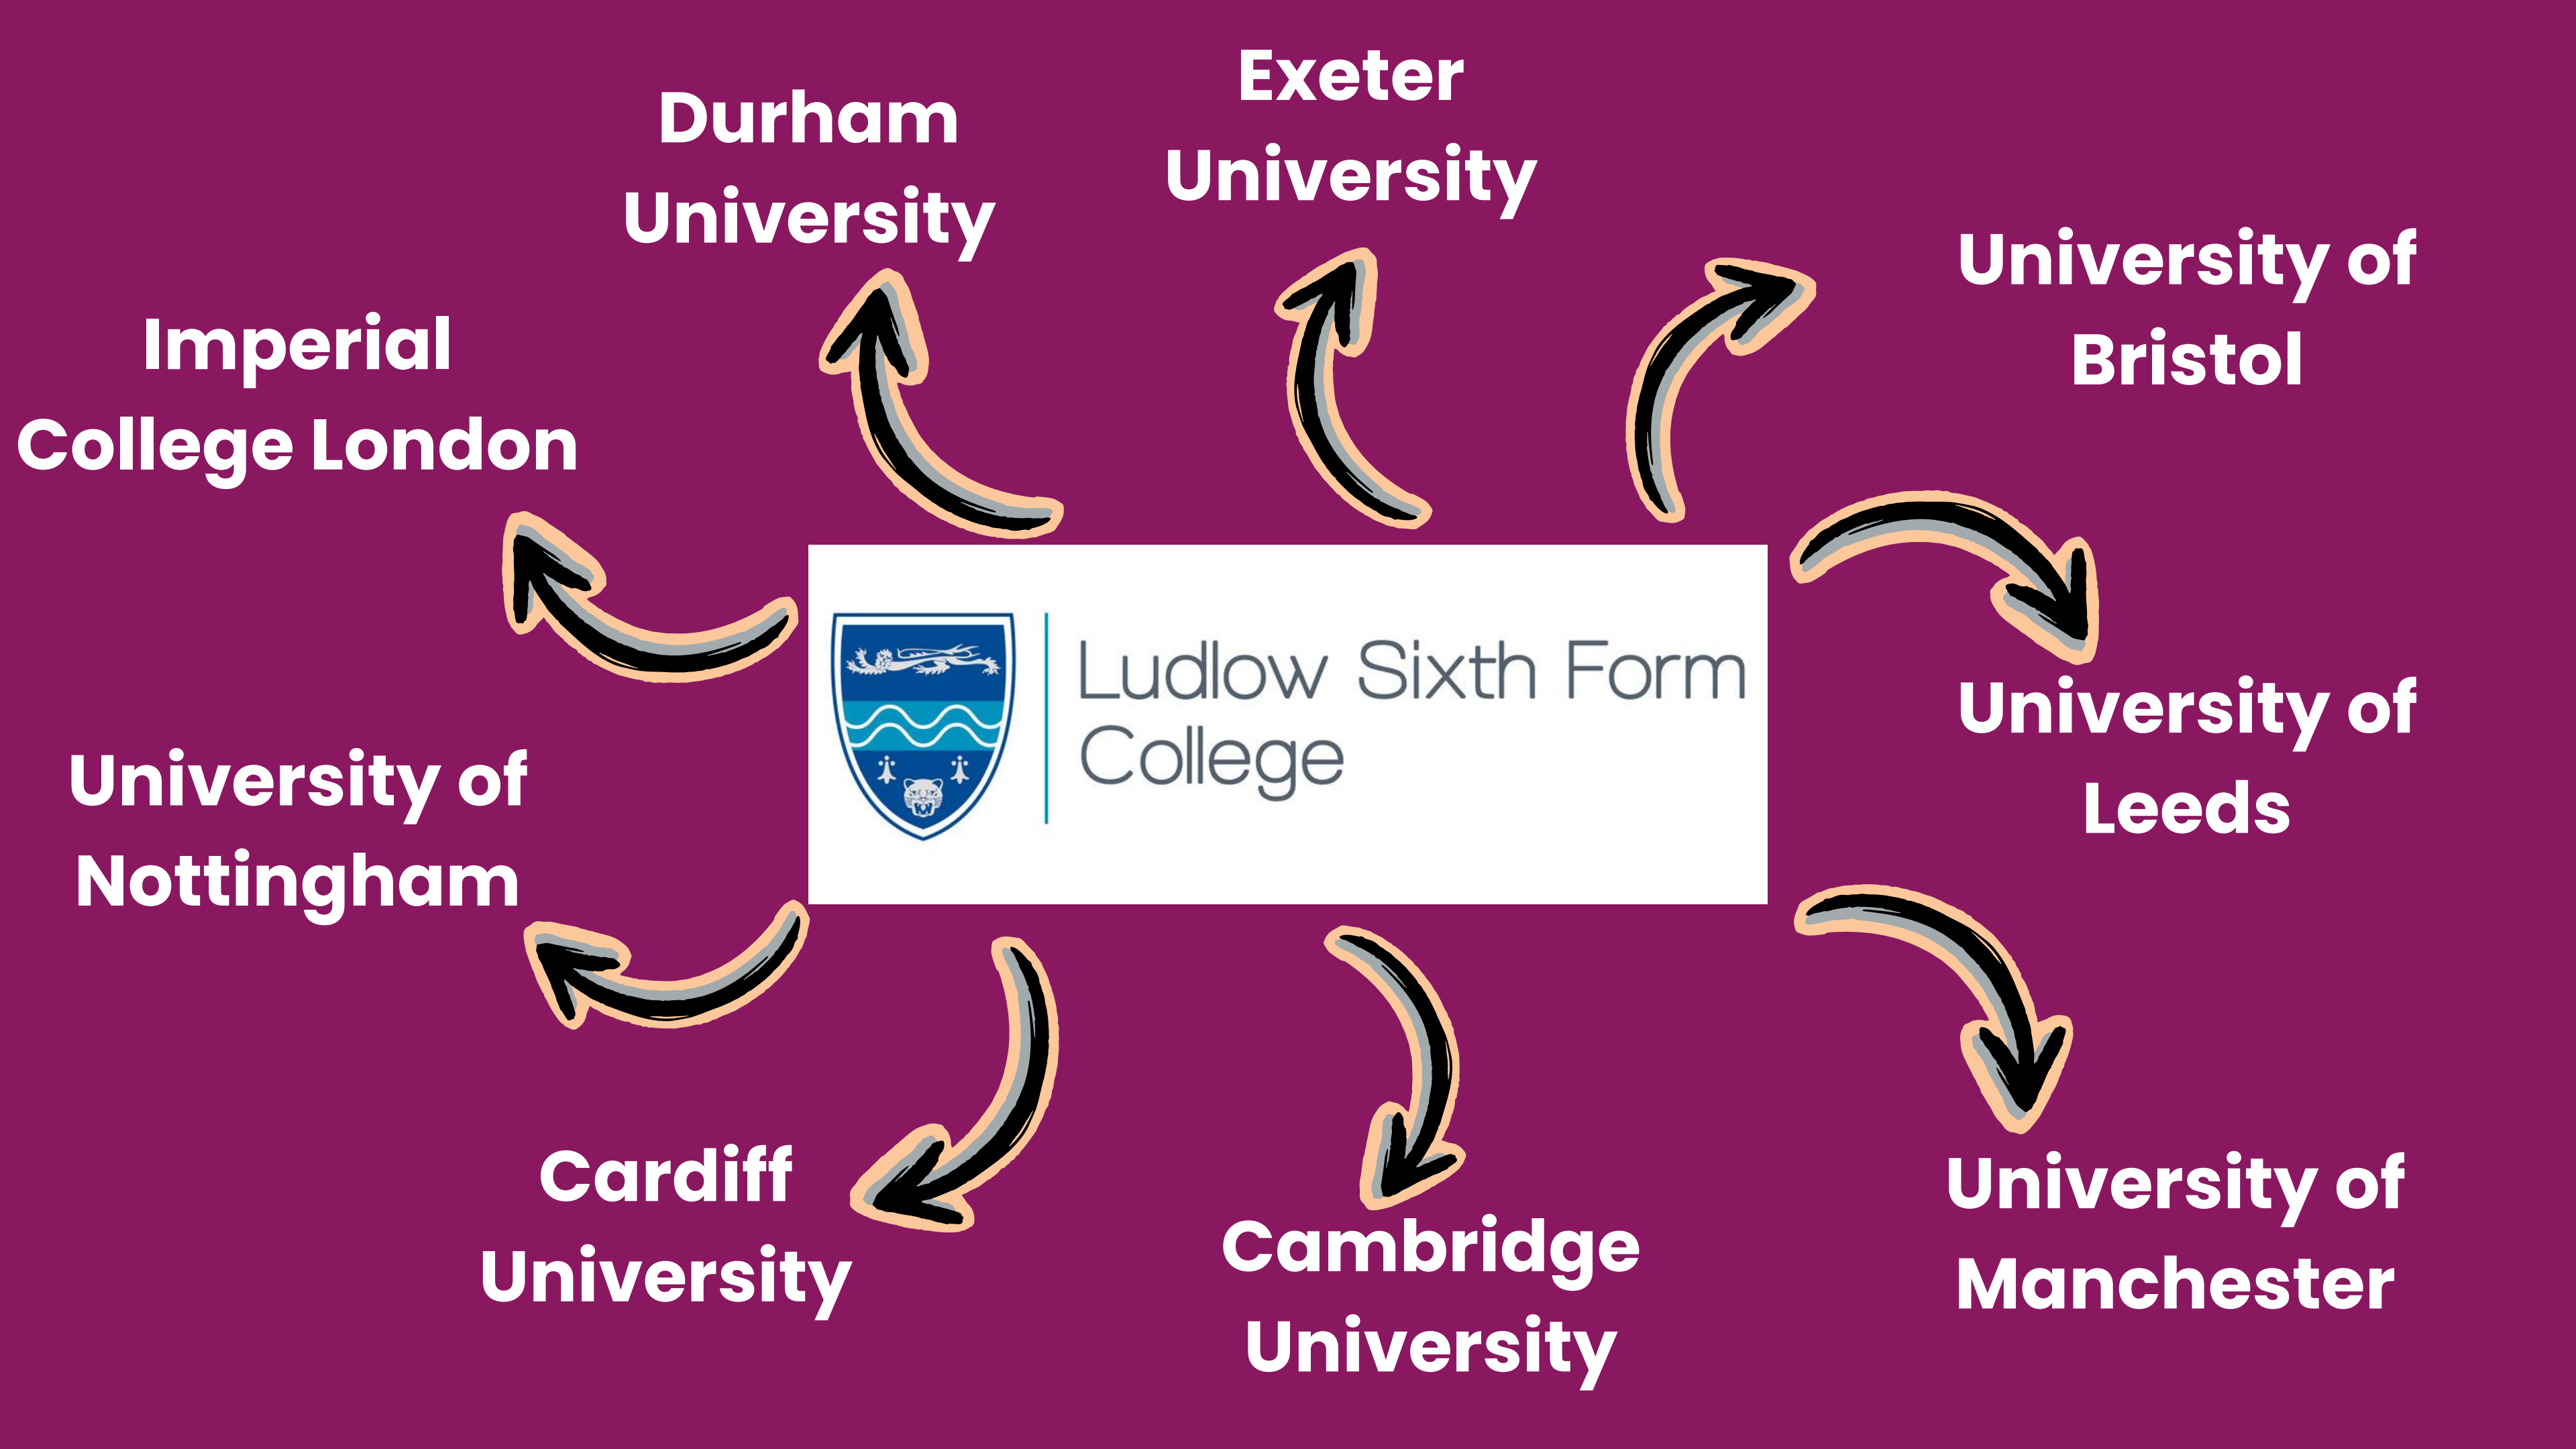 Exeter
University
Durham
University
University of
Bristol
Imperial
College London
Ludlow Sixth Form
College
University of
Leeds
University of
Nottingham
Cardiff
University
Cambridge
University
University of
Manchester